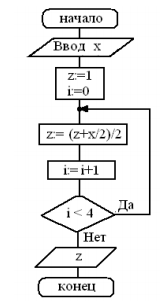 начало
Ввод x
z:=1
i:=0
z:= (z+x/2)/2
i:= i+1
i < 4
Да
Нет
z
конец